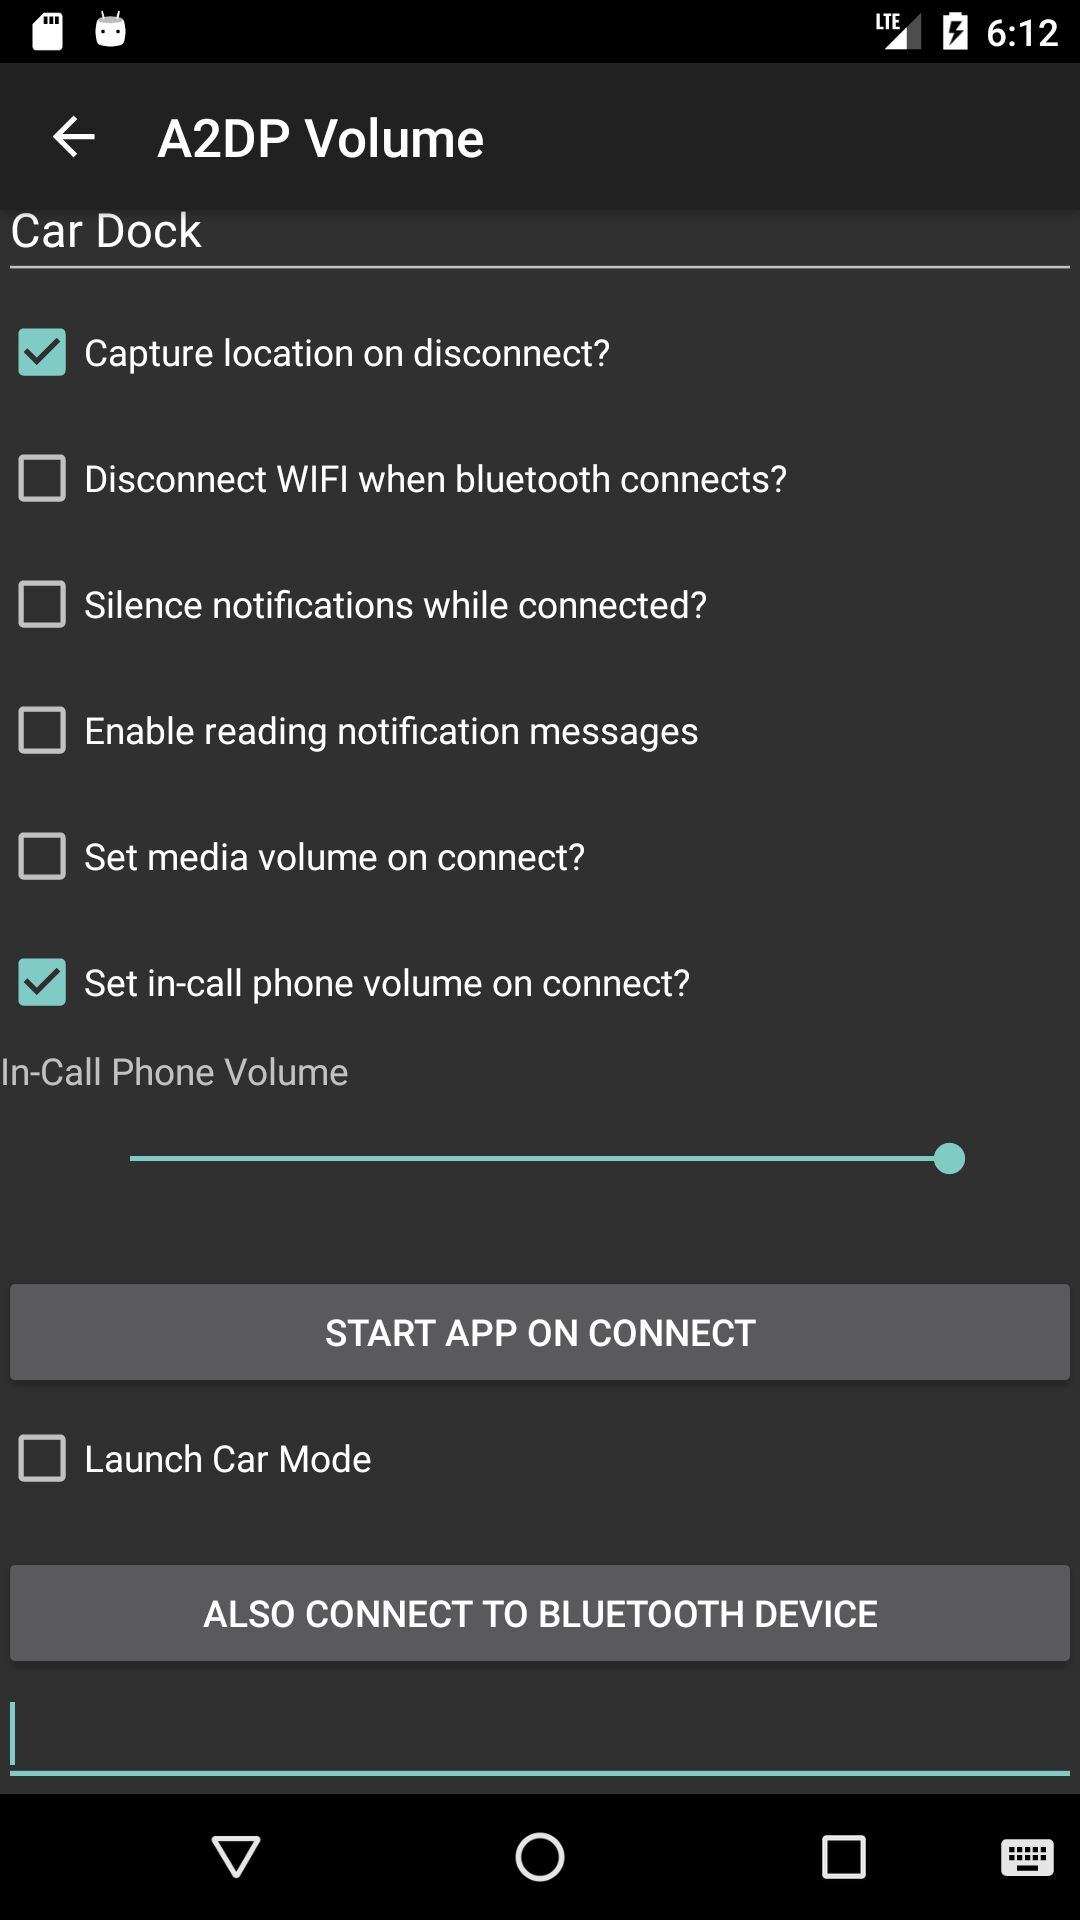 LTE 6:12
A2DP Volume
Car Dock
Capture location on disconnect?
Disconnect WIFI when bluetooth connects?
Silence notifications while connected?
Enable reading notification messages
Set media volume on connect?
Set in-call phone volume on connect?
In-Call Phone Volume
START APP ON CONNECT
Launch Car Mode
ALSO CONNECT TO BLUETOOTH DEVICE